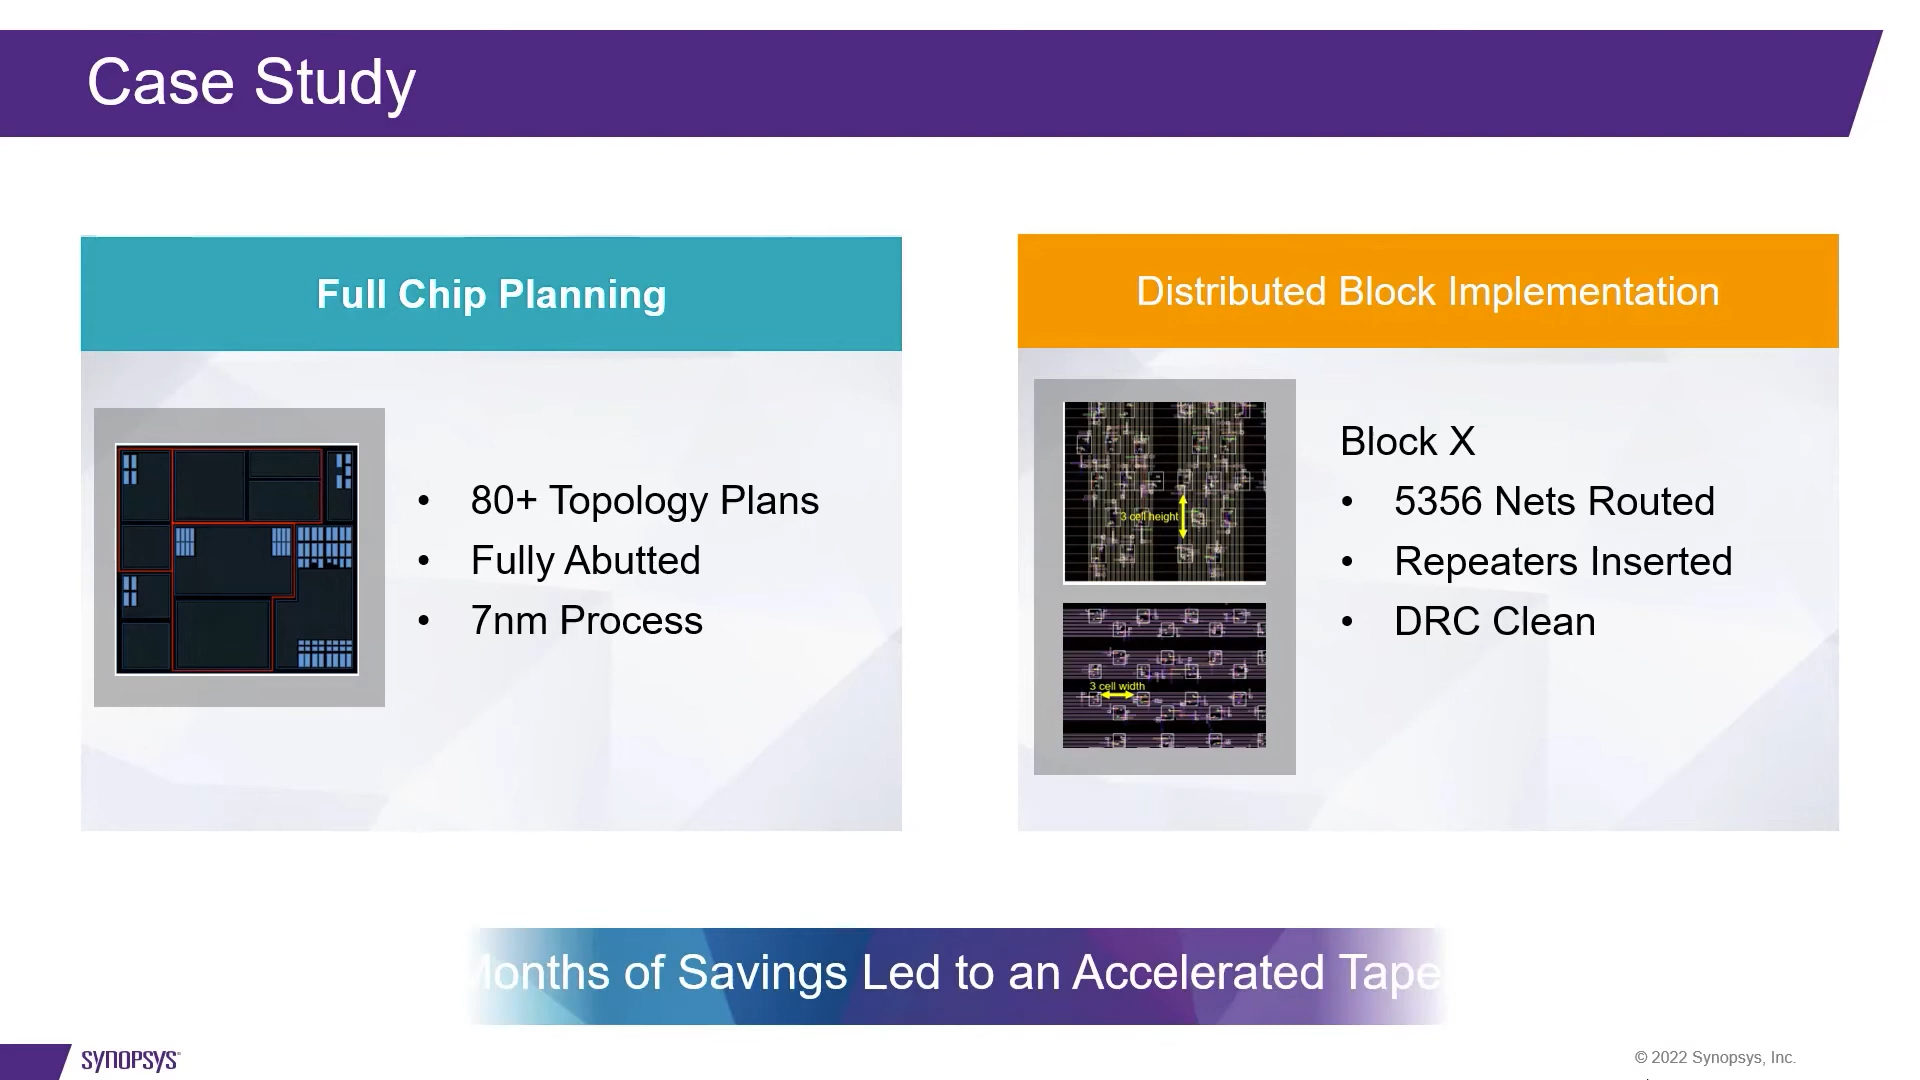 Case Study
Full Chip Planning
• 80+ Topology Plans
• Fully Abutted
• 7nm Process
Distributed Block Implementation
3 cell height
3 cell width
Block X
• 5356 Nets Routed
• Repeaters Inserted
• DRC Clean
Months of Savings Led to an Accelerated Tape
SYNOPSYS
© 2022 Synopsys, Inc.